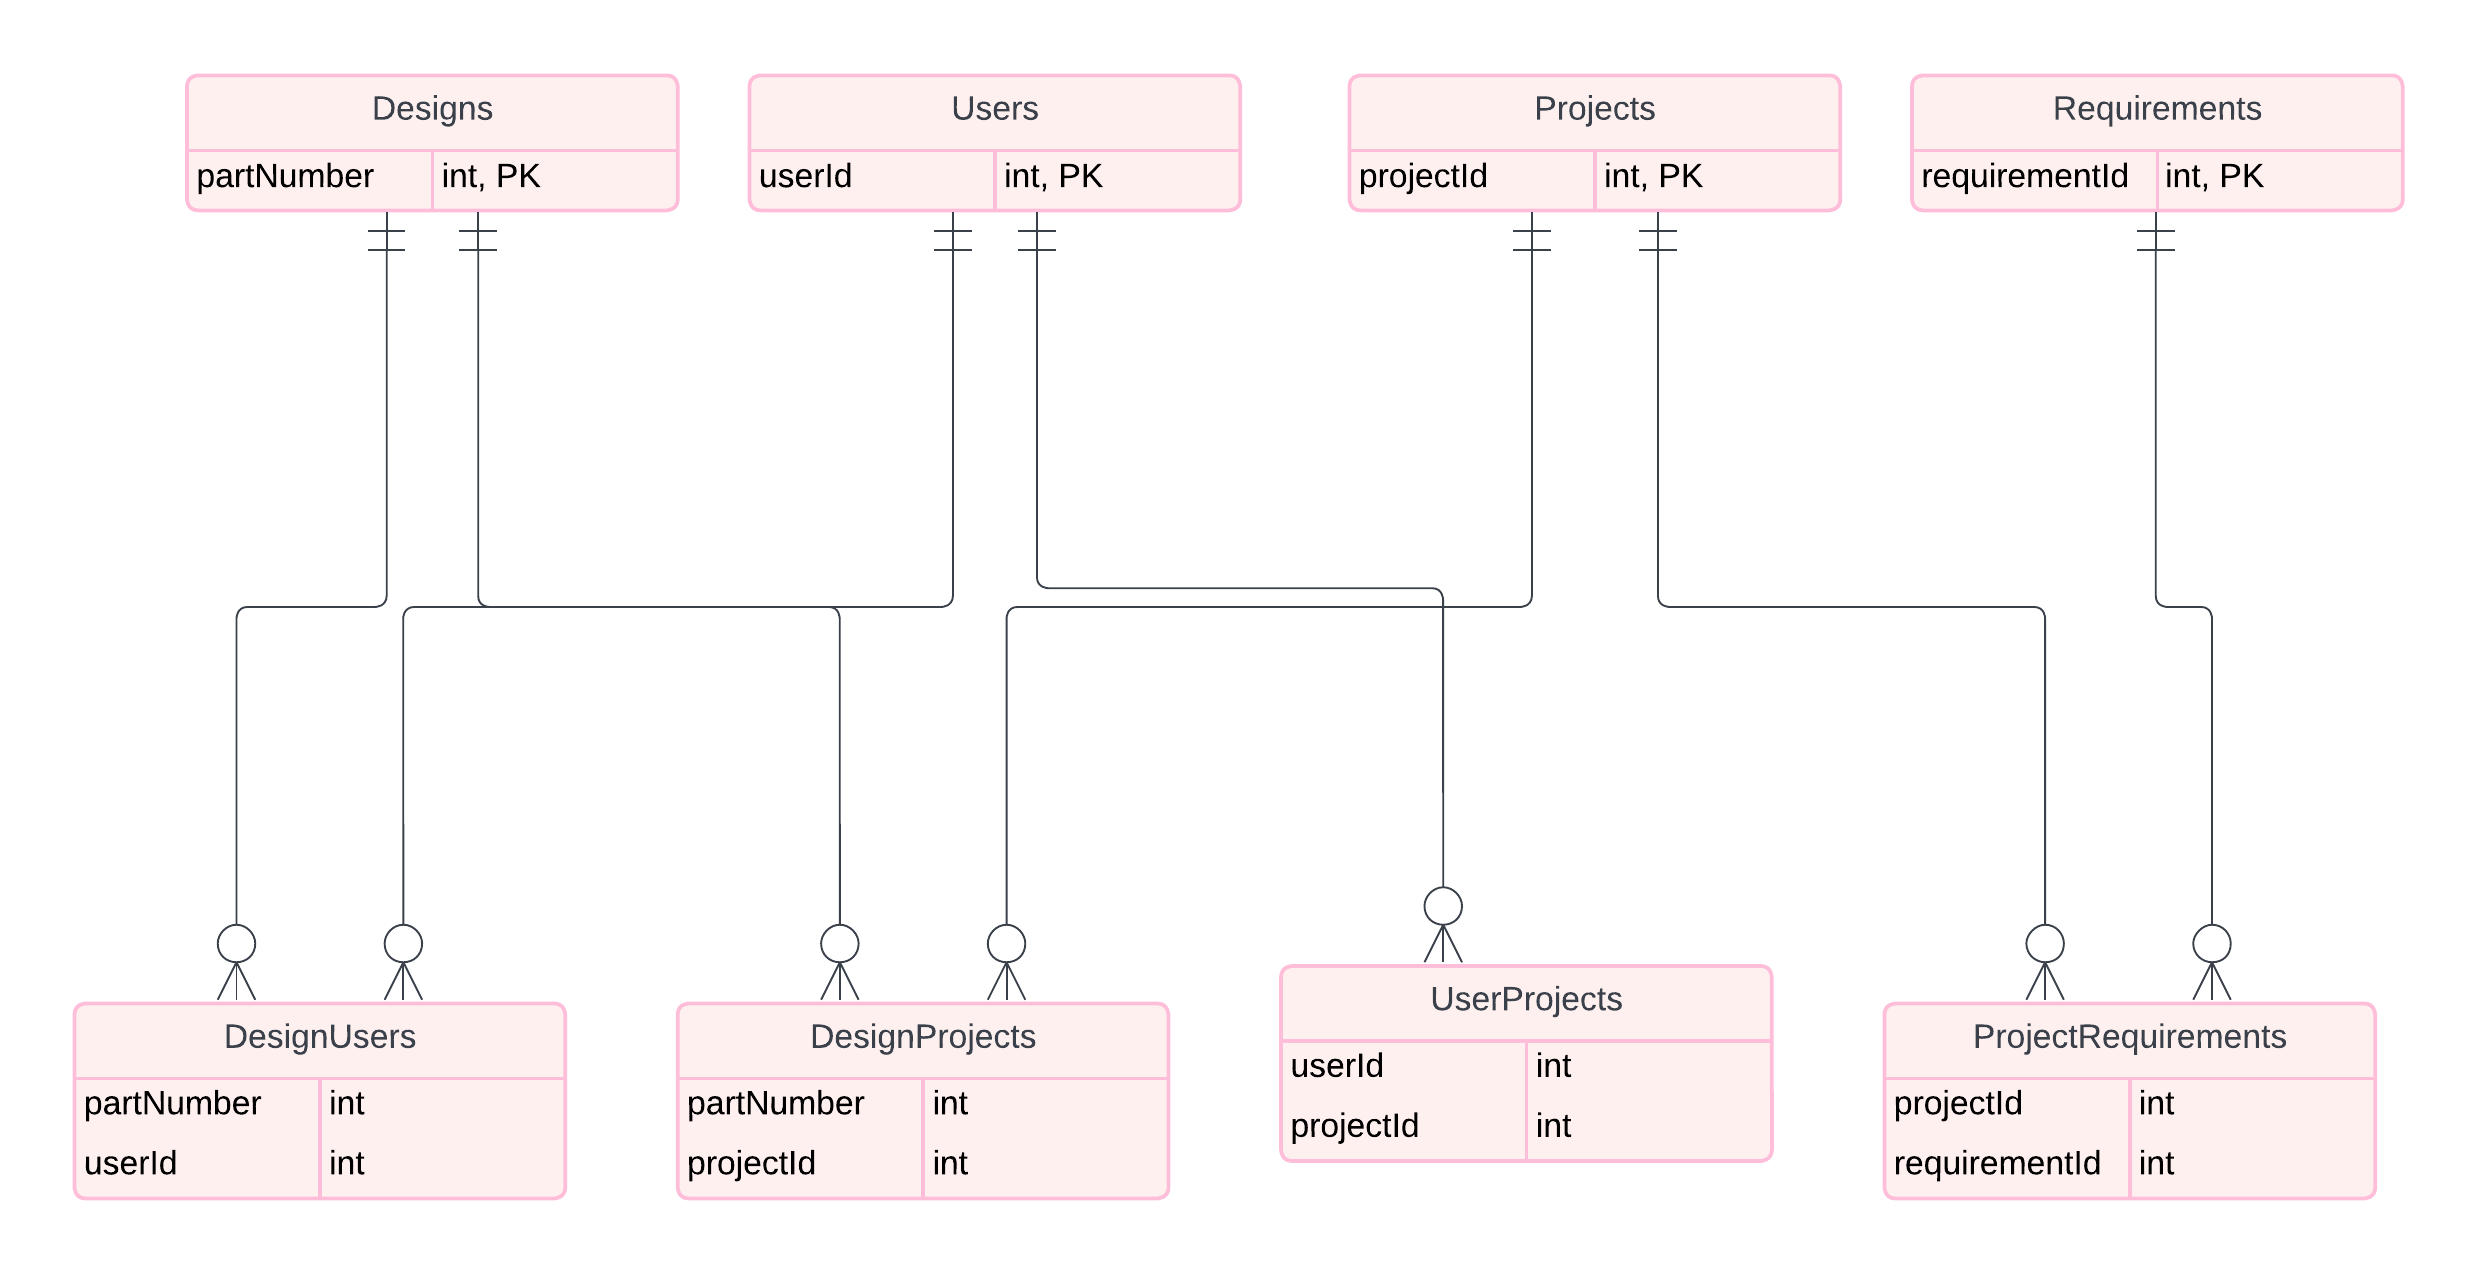 Designs
partNumber int, PK
Users
userId int, PK
Projects
projectId int, PK
Requirements
requirementId int, PK
DesignUsers
partNumber int
userId int
DesignProjects
partNumber int
projectId int
UserProjects
userId int
projectId int
ProjectRequirements
projectId int
requirementId int